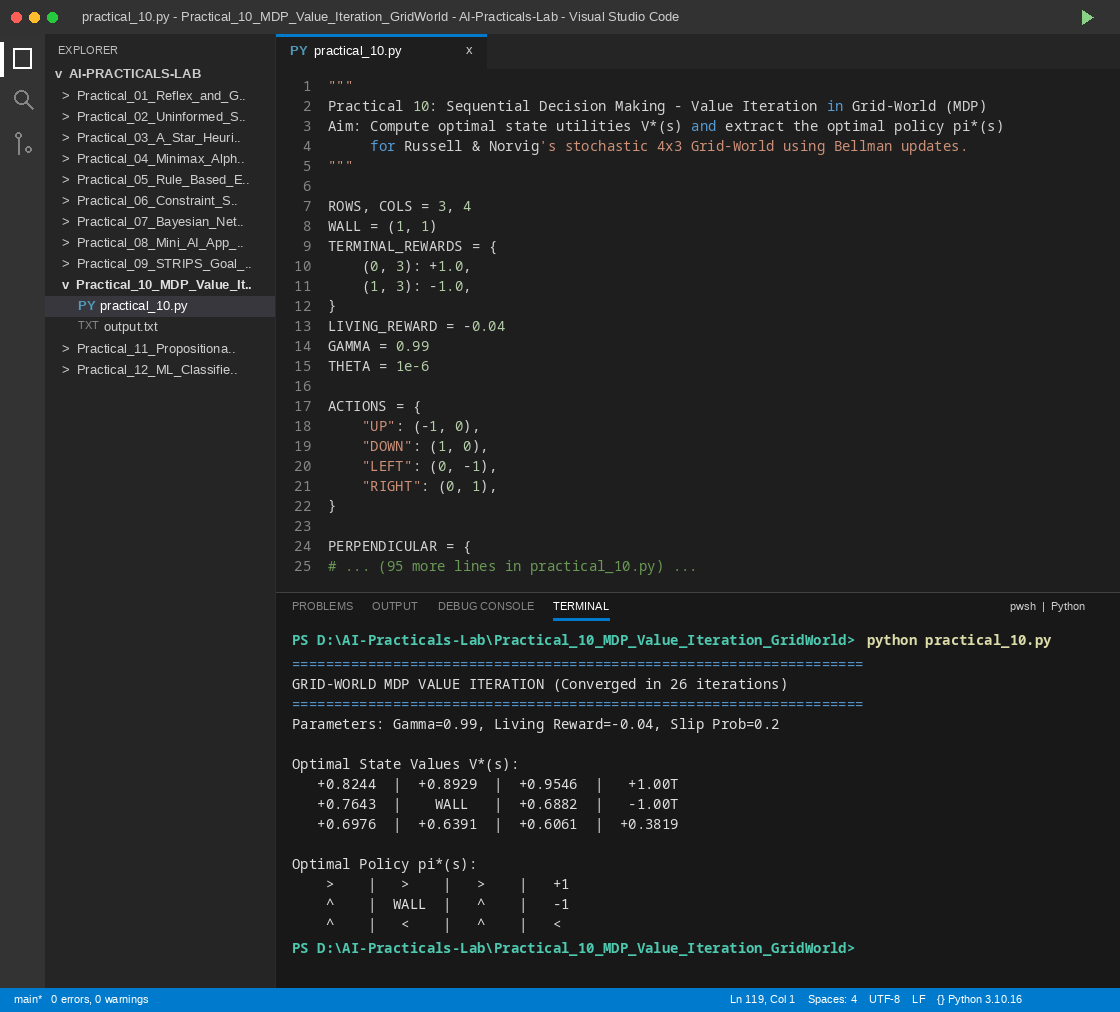 practical_10.py - Practical_10_MDP_Value_Iteration_GridWorld - AI-Practicals-Lab - Visual Studio Code
EXPLORER
v AI-PRACTICALS-LAB
> Practical_01_Reflex_and_G..
> Practical_02_Uninformed_S..
> Practical_03_A_Star_Heuri..
> Practical_04_Minimax_Alph..
> Practical_05_Rule_Based_E..
> Practical_06_Constraint_S..
> Practical_07_Bayesian_Net..
> Practical_08_Mini_AI_App_..
> Practical_09_STRIPS_Goal_..
v Practical_10_MDP_Value_It..
PY practical_10.py
TXT output.txt
> Practical_11_Propositiona..
> Practical_12_ML_Classifie..
PY practical_10.py x
1 """
2 Practical 10: Sequential Decision Making - Value Iteration in Grid-World (MDP)
3 Aim: Compute optimal state utilities V*(s) and extract the optimal policy pi*(s)
4      for Russell & Norvig's stochastic 4x3 Grid-World using Bellman updates.
5 """
6
7 ROWS, COLS = 3, 4
8 WALL = (1, 1)
9 TERMINAL_REWARDS = {
10     (0, 3): +1.0,
11     (1, 3): -1.0,
12 }
13 LIVING_REWARD = -0.04
14 GAMMA = 0.99
15 THETA = 1e-6
16
17 ACTIONS = {
18     "UP": (-1, 0),
19     "DOWN": (1, 0),
20     "LEFT": (0, -1),
21     "RIGHT": (0, 1),
22 }
23
24 PERPENDICULAR = {
25 # ... (95 more lines in practical_10.py) ...
PROBLEMS OUTPUT DEBUG CONSOLE TERMINAL pwsh | Python
PS D:\AI-Practicals-Lab\Practical_10_MDP_Value_Iteration_GridWorld> python practical_10.py
====================================================================
GRID-WORLD MDP VALUE ITERATION (Converged in 26 iterations)
====================================================================
Parameters: Gamma=0.99, Living Reward=-0.04, Slip Prob=0.2
Optimal State Values V*(s):
   +0.8244  |  +0.8929  |  +0.9546  |   +1.00T
   +0.7643  |    WALL   |  +0.6882  |   -1.00T
   +0.6976  |  +0.6391  |  +0.6061  |  +0.3819
Optimal Policy pi*(s):
    >    |   >    |   >    |   +1
    ^    |  WALL  |   ^    |   -1
    ^    |   <    |   ^    |   <
PS D:\AI-Practicals-Lab\Practical_10_MDP_Value_Iteration_GridWorld>
main* 0 errors, 0 warnings Ln 119, Col 1 Spaces: 4 UTF-8 LF {} Python 3.10.16